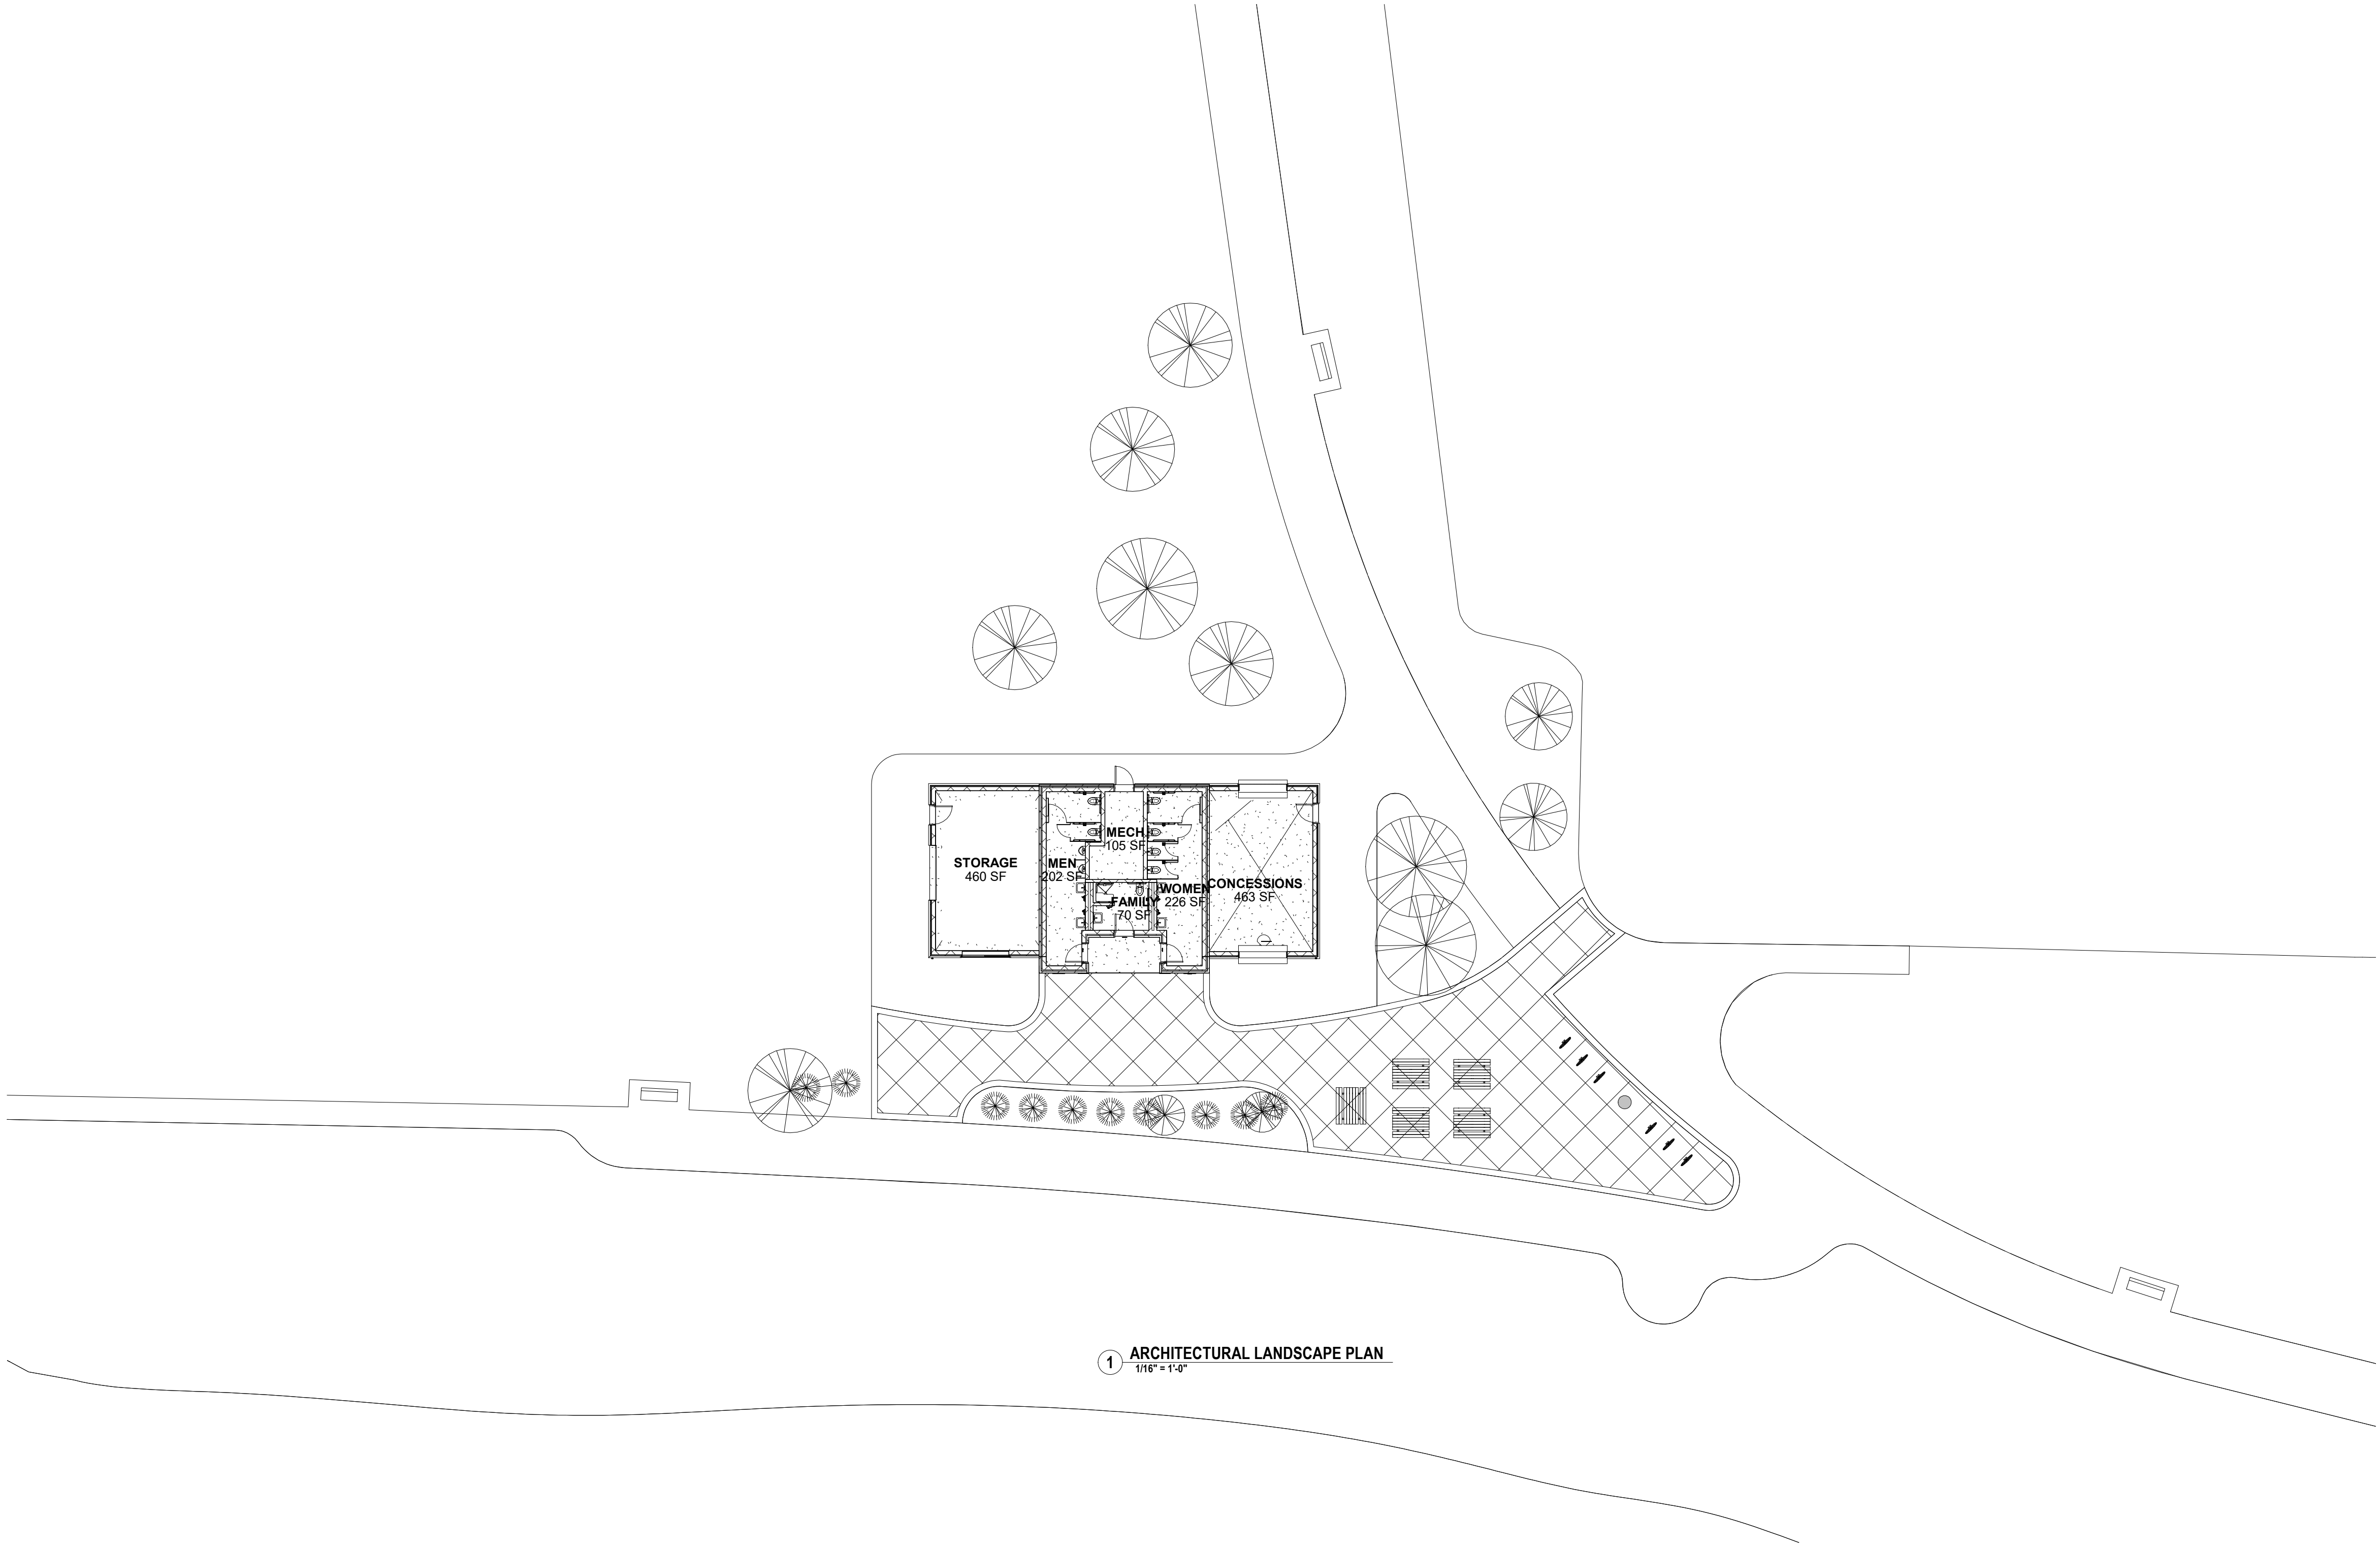 MECH.
105 SF
STORAGE
460 SF
MEN
202 SF
CONCESSIONS
463 SF
WOMEN
226 SF
FAMILY
70 SF
1 ARCHITECTURAL LANDSCAPE PLAN
1/16" = 1'-0"